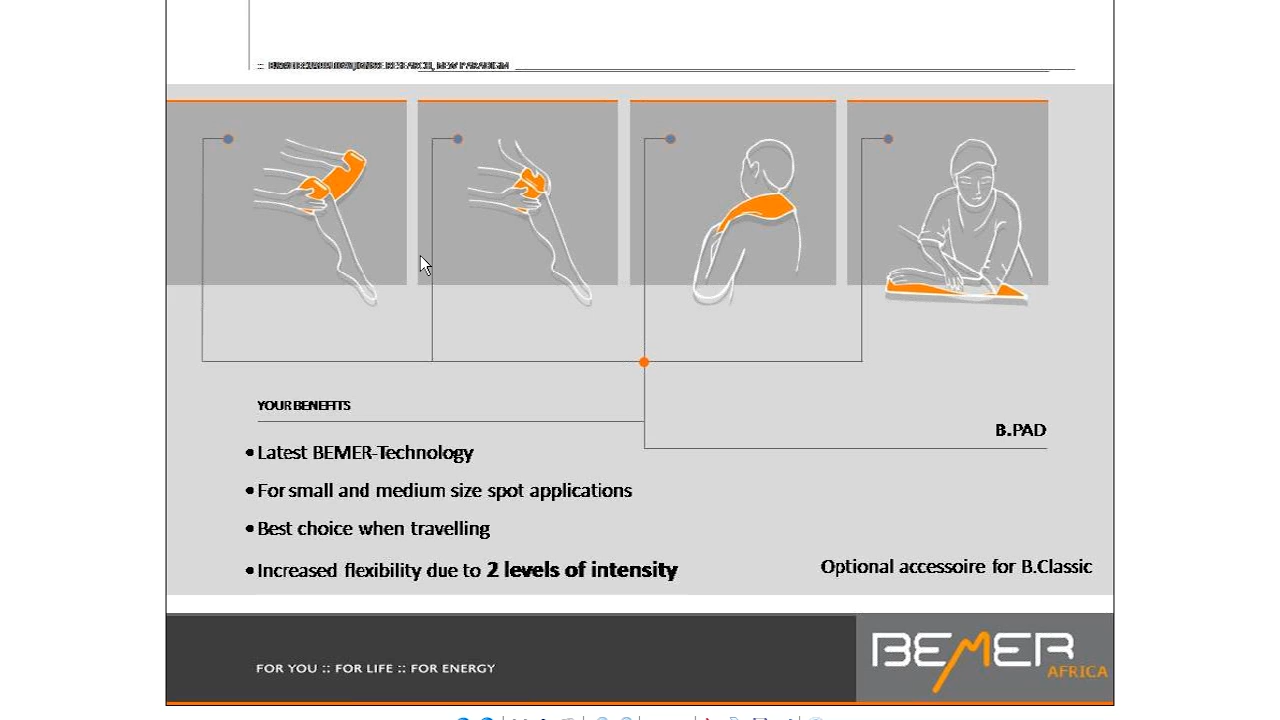 YOUR BENEFITS
B.PAD
• Latest BEMER-Technology
• For small and medium size spot applications
• Best choice when travelling
• Increased flexibility due to 2 levels of intensity
Optional accessoire for B.Classic
FOR YOU :: FOR LIFE :: FOR ENERGY
BEMER
AFRICA